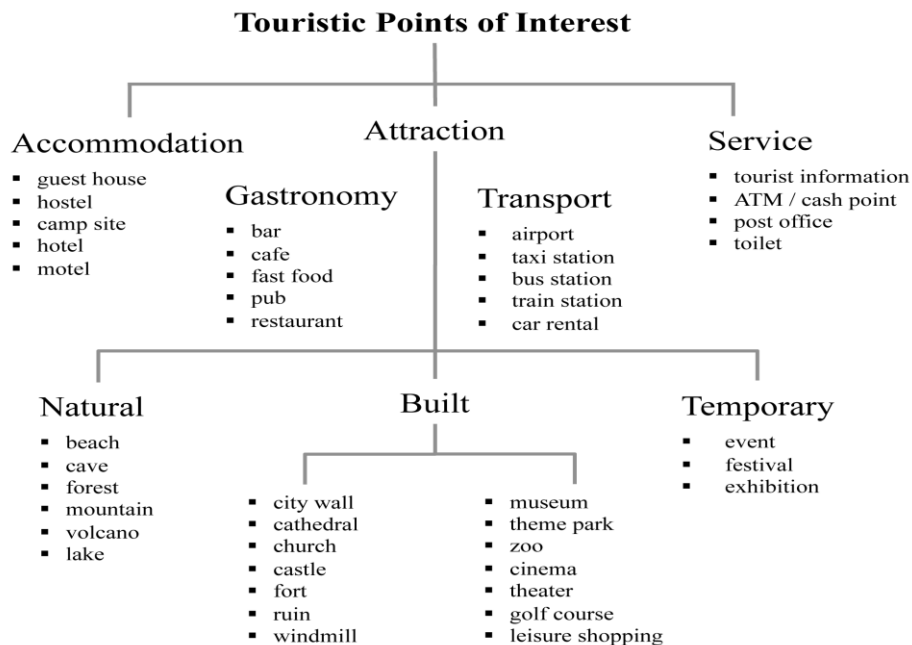 Touristic Points of Interest
Accommodation
▪ guest house
▪ hostel
▪ camp site
▪ hotel
▪ motel
Attraction
Service
▪ tourist information
▪ ATM / cash point
▪ post office
▪ toilet
Gastronomy
▪ bar
▪ cafe
▪ fast food
▪ pub
▪ restaurant
Transport
▪ airport
▪ taxi station
▪ bus station
▪ train station
▪ car rental
Natural
▪ beach
▪ cave
▪ forest
▪ mountain
▪ volcano
▪ lake
Built
▪ city wall
▪ cathedral
▪ church
▪ castle
▪ fort
▪ ruin
▪ windmill
▪ museum
▪ theme park
▪ zoo
▪ cinema
▪ theater
▪ golf course
▪ leisure shopping
Temporary
▪ event
▪ festival
▪ exhibition